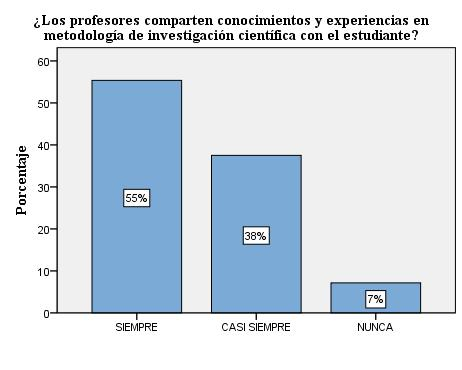 ¿Los profesores comparten conocimientos y experiencias en
metodología de investigación científica con el estudiante?
Porcentaje
60
50
40
30
20
10
0
55%
38%
7%
SIEMPRE
CASI SIEMPRE
NUNCA